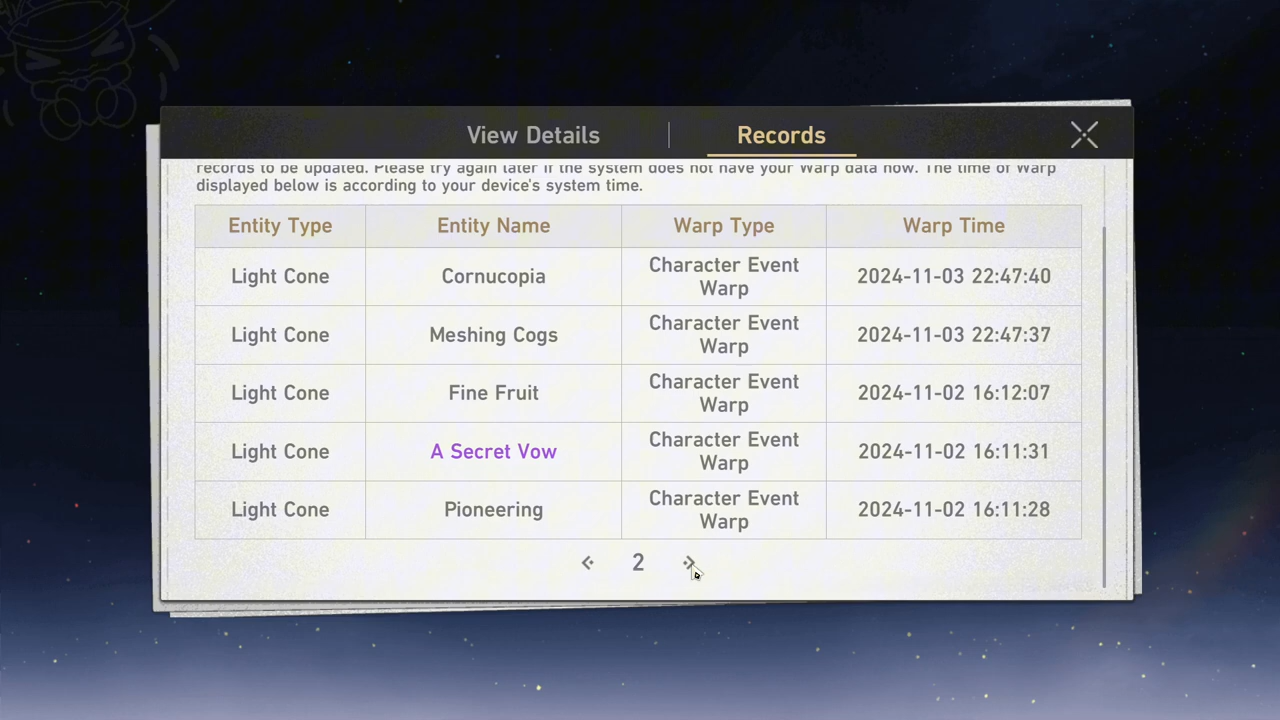 View Details
Records
records to be updated. Please try again later if the system does not have your Warp data now. The time of Warp
displayed below is according to your device's system time.
Entity Type Entity Name Warp Type Warp Time
Light Cone Cornucopia Character Event Warp 2024-11-03 22:47:40
Light Cone Meshing Cogs Character Event Warp 2024-11-03 22:47:37
Light Cone Fine Fruit Character Event Warp 2024-11-02 16:12:07
Light Cone A Secret Vow Character Event Warp 2024-11-02 16:11:31
Light Cone Pioneering Character Event Warp 2024-11-02 16:11:28
2